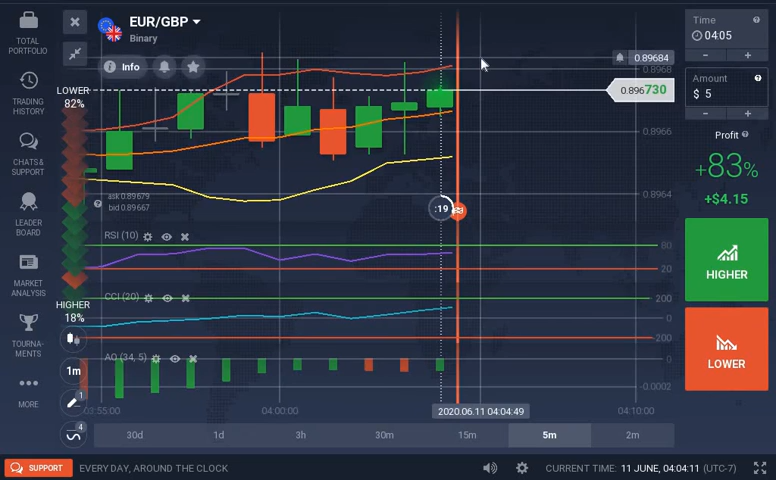 TOTAL
PORTFOLIO
TRADING
HISTORY
CHATS &
SUPPORT
LEADER
BOARD
MARKET
ANALYSIS
TOURNA-
MENTS
MORE
EUR/GBP
Binary
Info
LOWER
82%
ask 0.89679
bid 0.89667
:19
RSI (10)
CCI (20)
HIGHER
18%
AO (34, 5)
1m
1
4
0.89684
0.8968
0.896730
0.8966
0.8964
80
20
200
0
-200
0
-0.0002
03:55:00
04:00:00
2020.06.11 04:04:49
04:10:00
30d
1d
3h
30m
15m
5m
2m
Time
04:05
-
+
Amount
$ 5
-
+
Profit
+83%
+$4.15
HIGHER
LOWER
SUPPORT
EVERY DAY, AROUND THE CLOCK
CURRENT TIME: 11 JUNE, 04:04:11 (UTC-7)